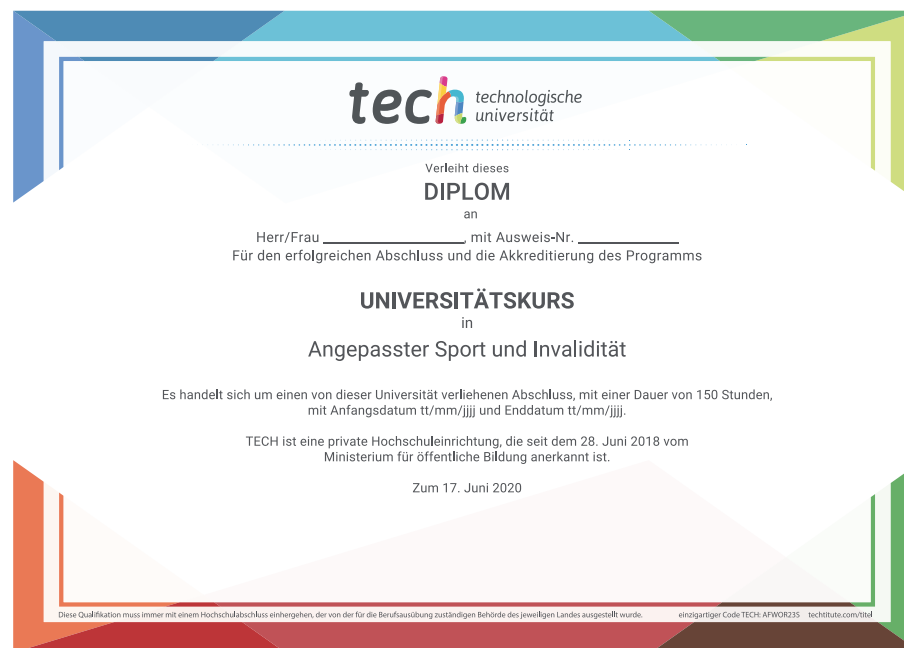 tech technologische
universität
Verleiht dieses
DIPLOM
an
Herr/Frau ____________, mit Ausweis-Nr. ____________
Für den erfolgreichen Abschluss und die Akkreditierung des Programms
UNIVERSITÄTSKURS
in
Angepasster Sport und Invalidität
Es handelt sich um einen von dieser Universität verliehenen Abschluss, mit einer Dauer von 150 Stunden,
mit Anfangsdatum tt/mm/jjjj und Enddatum tt/mm/jjjj.
TECH ist eine private Hochschuleinrichtung, die seit dem 28. Juni 2018 vom
Ministerium für öffentliche Bildung anerkannt ist.
Zum 17. Juni 2020
Diese Qualifikation muss immer mit einem Hochschulabschluss einhergehen, der von der für die Berufsausübung zuständigen Behörde des jeweiligen Landes ausgestellt wurde. einzigartiger Code TECH: AFWOR23S techtitute.com/titel